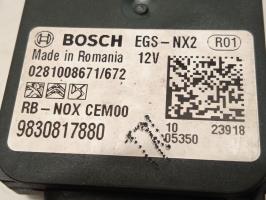 BOSCH EGS-NX2 R01
Made in Romania 12V
0281008671/672
RB-NOX CEM00
9830817880
10 23918
05350